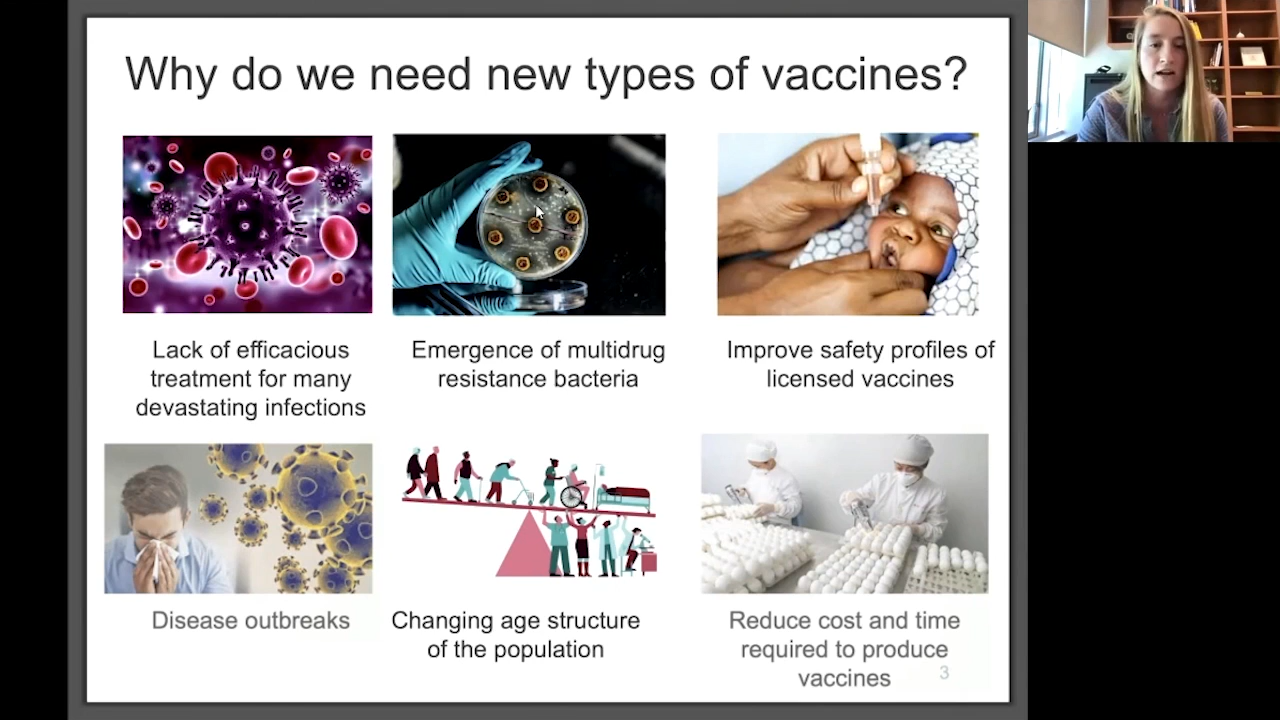 Why do we need new types of vaccines?
Lack of efficacious
treatment for many
devastating infections
Emergence of multidrug
resistance bacteria
Improve safety profiles of
licensed vaccines
Disease outbreaks
Changing age structure
of the population
Reduce cost and time
required to produce
vaccines
3